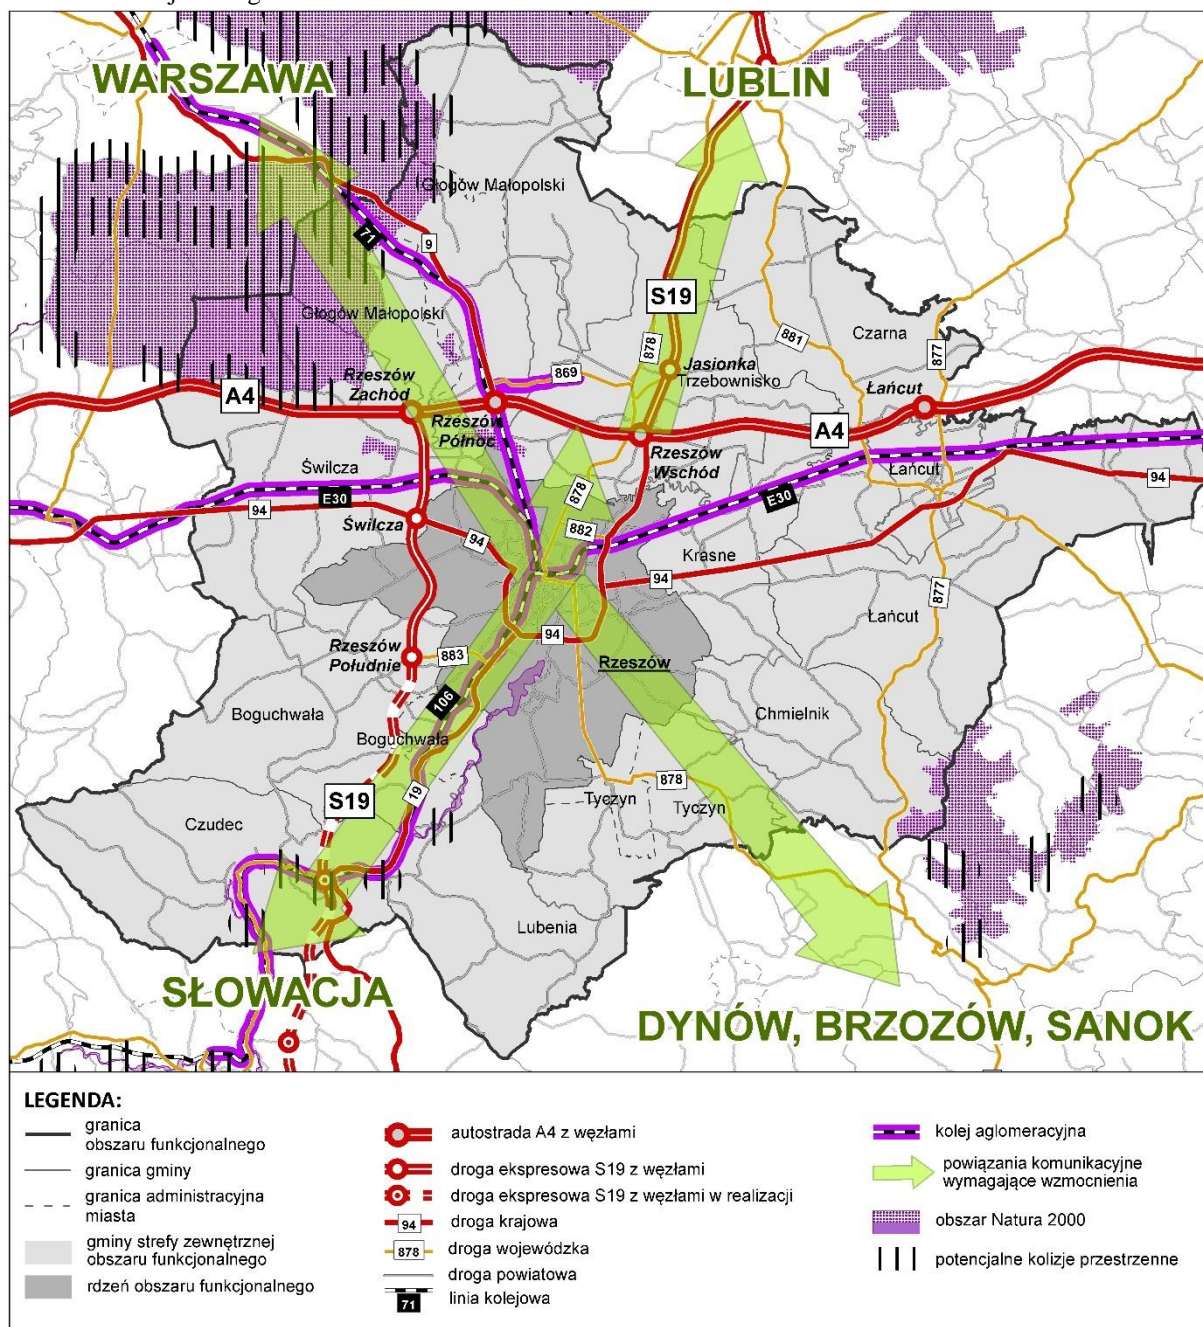 WARSZAWA
LUBLIN
Głogów Małopolski
71
9
S19
Głogów Małopolski
878
881
Czarna
877
Jasionka
Trzebownisko
Rzeszów
Zachód
869
Łańcut
A4
Rzeszów
Północ
A4
Rzeszów
Wschód
Świlcza
Łańcut
E30
E30
94
94
878
Świlcza
94
882
Krasne
94
877
94
Łańcut
Rzeszów
Południe
883
Rzeszów
106
Boguchwała
Chmielnik
Boguchwała
S19
19
878
Tyczyn
Tyczyn
Czudec
Lubenia
SŁOWACJA
DYNÓW, BRZOZÓW, SANOK
LEGENDA:
granica
obszaru funkcjonalnego
granica gminy
granica administracyjna
miasta
gminy strefy zewnętrznej
obszaru funkcjonalnego
rdzeń obszaru funkcjonalnego
autostrada A4 z węzłami
droga ekspresowa S19 z węzłami
droga ekspresowa S19 z węzłami w realizacji
94 droga krajowa
878 droga wojewódzka
droga powiatowa
linia kolejowa
71
kolej aglomeracyjna
powiązania komunikacyjne
wymagające wzmocnienia
obszar Natura 2000
potencjalne kolizje przestrzenne